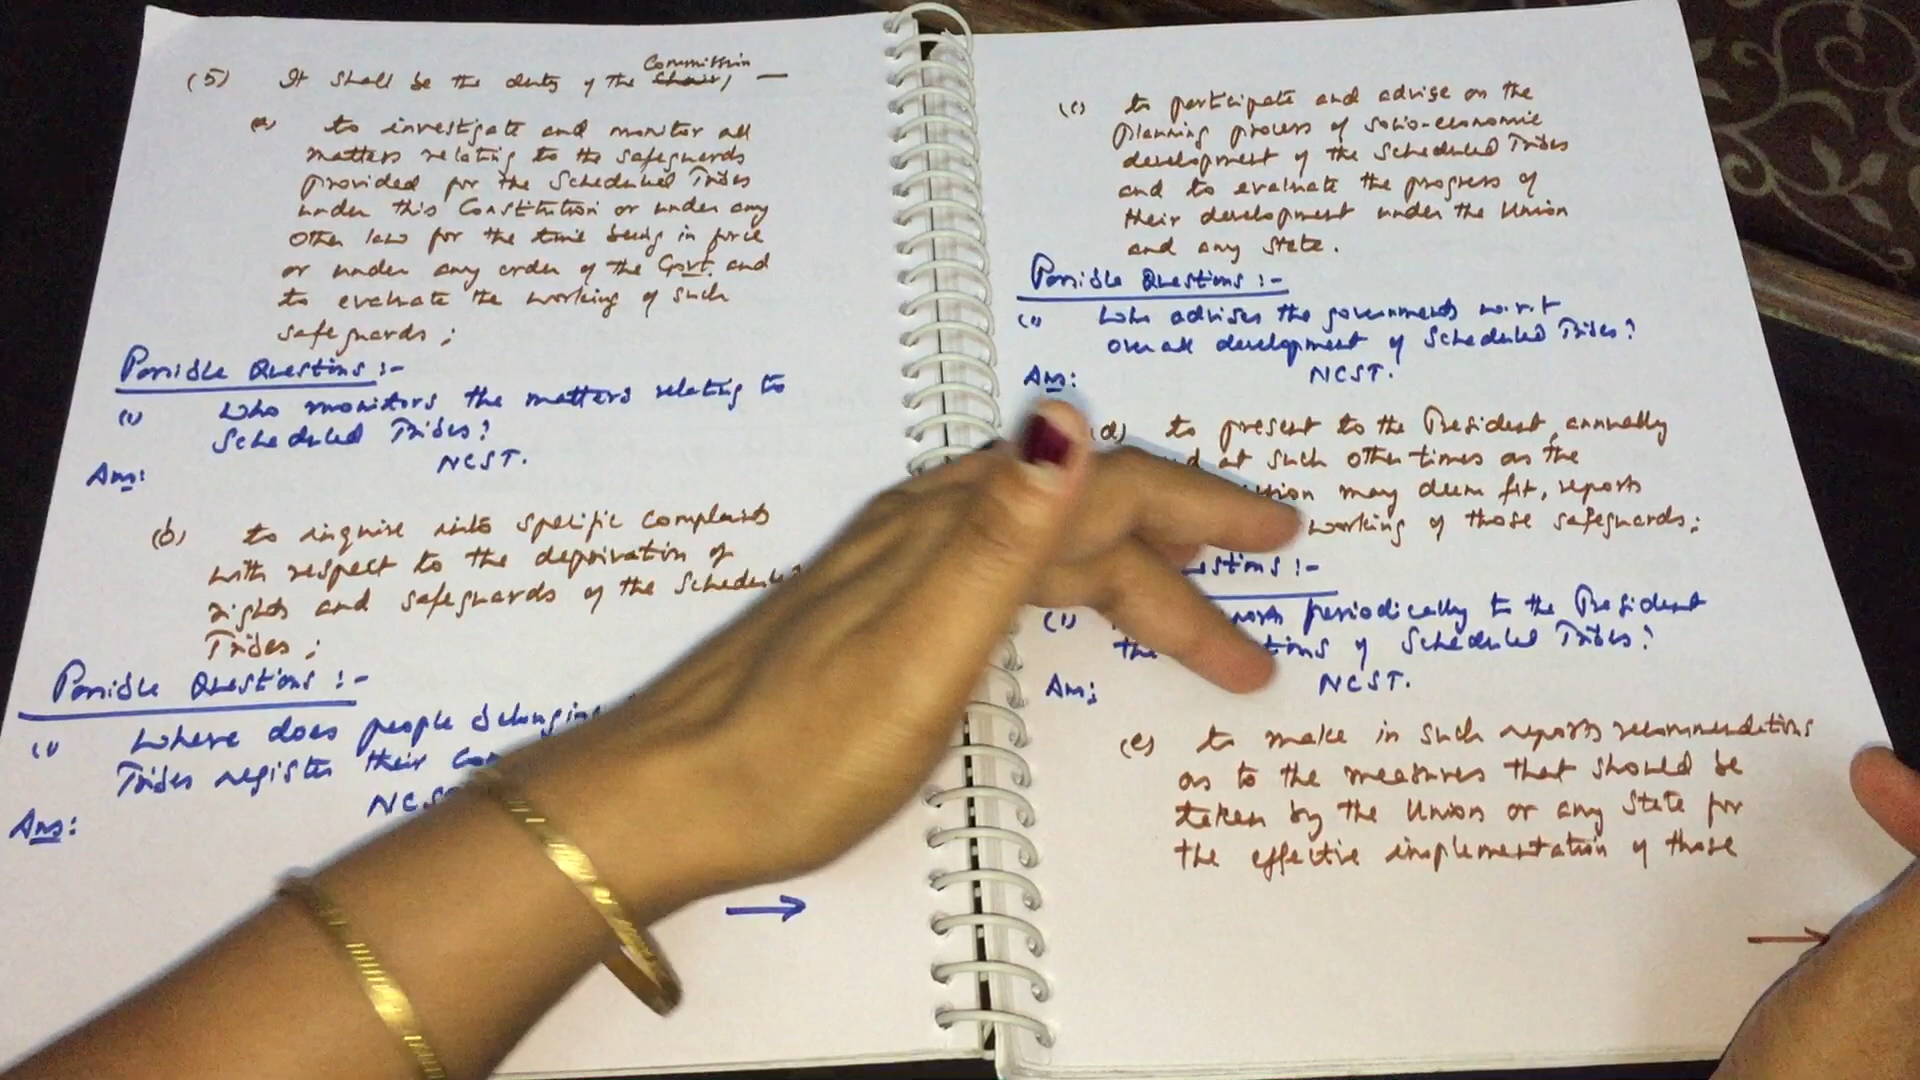 (5) It shall be the duty of the Commission —
(a) to investigate and monitor all
matters relating to the safeguards
provided for the Scheduled Tribes
under this Constitution or under any
other law for the time being in force
or under any order of the Govt. and
to evaluate the working of such
safeguards;
Possible Questions :-
(1) Who monitors the matters relating to
Scheduled Tribes?
Ans: NCST.
(b) to inquire into specific complaints
with respect to the deprivation of
rights and safeguards of the Scheduled
Tribes;
Possible Questions :-
(1) Where does people belonging
Tribes register their
Ans: NCS
(c) to participate and advise on the
planning process of socio-economic
development of the Scheduled Tribes
and to evaluate the progress of
their development under the Union
and any State.
Possible Questions :-
(1) Who advises the governments w.r.t
overall development of Scheduled Tribes?
Ans: NCST.
(d) to present to the President, annually
at such other times as the
may deem fit, reports
working of those safeguards;
:-
(1) periodically to the President
the of Scheduled Tribes?
Ans: NCST.
(e) to make in such reports recommendations
as to the measures that should be
taken by the Union or any State for
the effective implementation of those